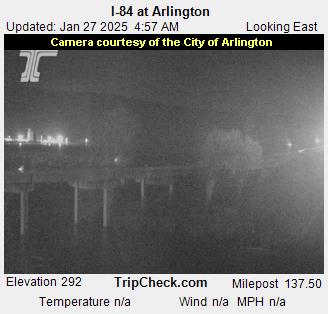 I-84 at Arlington
Updated: Jan 27 2025 4:57 AM Looking East
Camera courtesy of the City of Arlington
Elevation 292 TripCheck.com Milepost 137.50
Temperature n/a Wind n/a MPH n/a